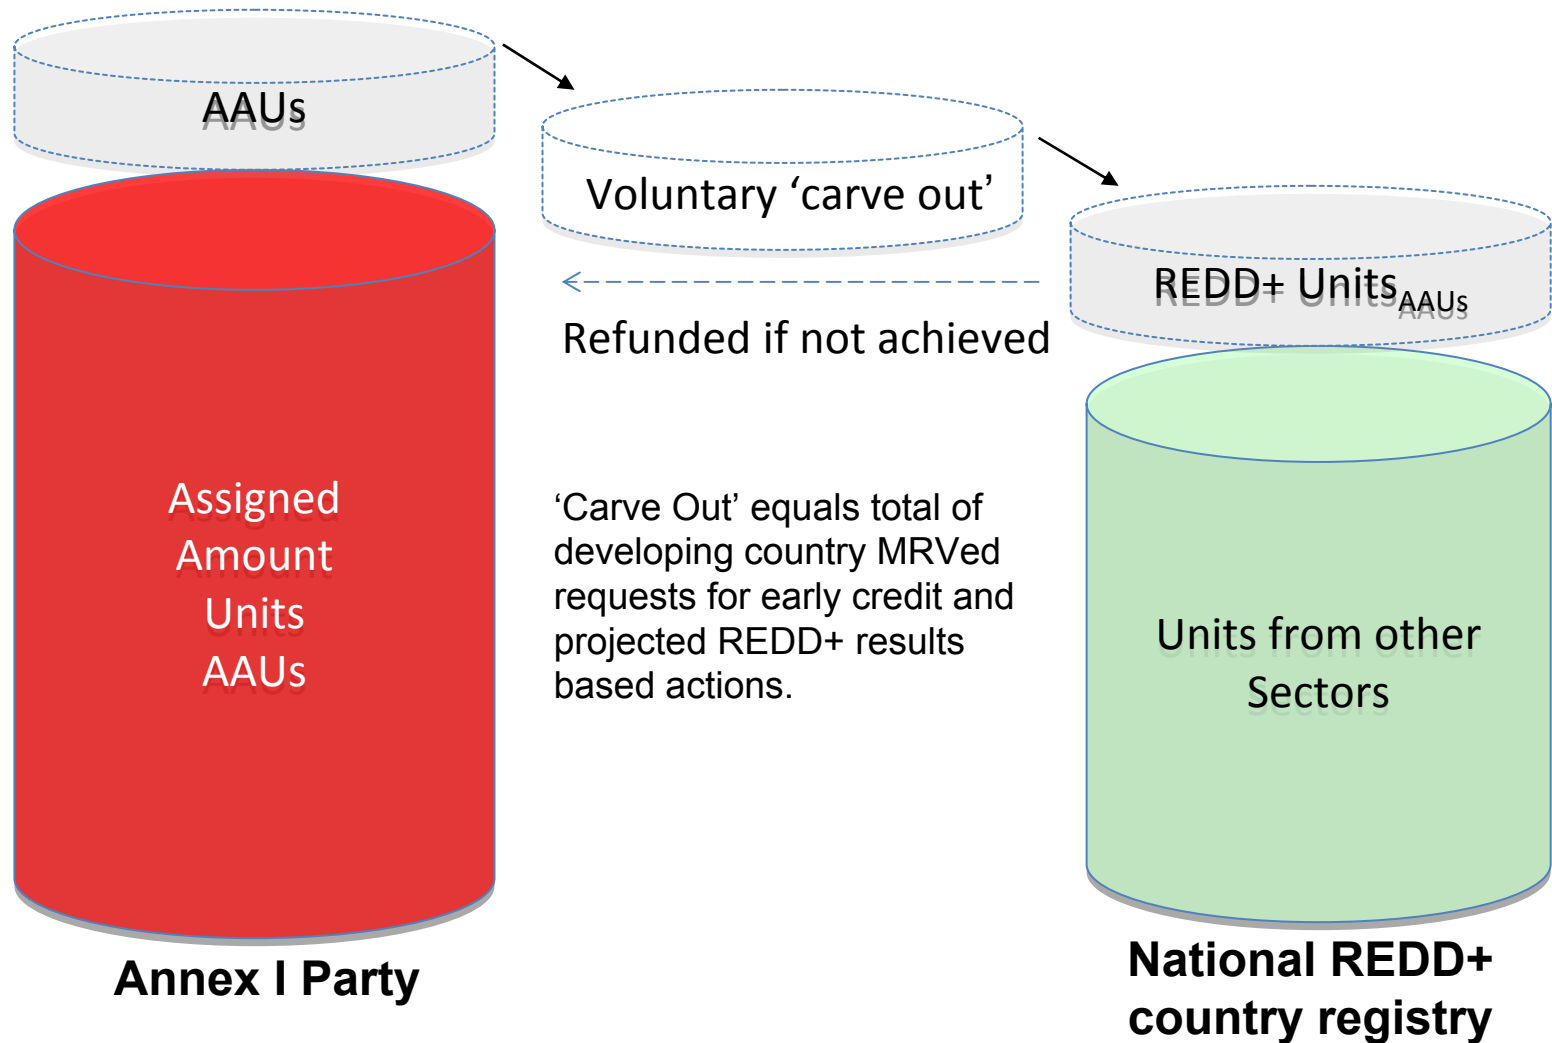 AAUs
Voluntary ‘carve out’
REDD+ Units AAUs
Refunded if not achieved
Assigned
Amount
Units
AAUs
‘Carve Out’ equals total of
developing country MRVed
requests for early credit and
projected REDD+ results
based actions.
Units from other
Sectors
Annex I Party
National REDD+
country registry